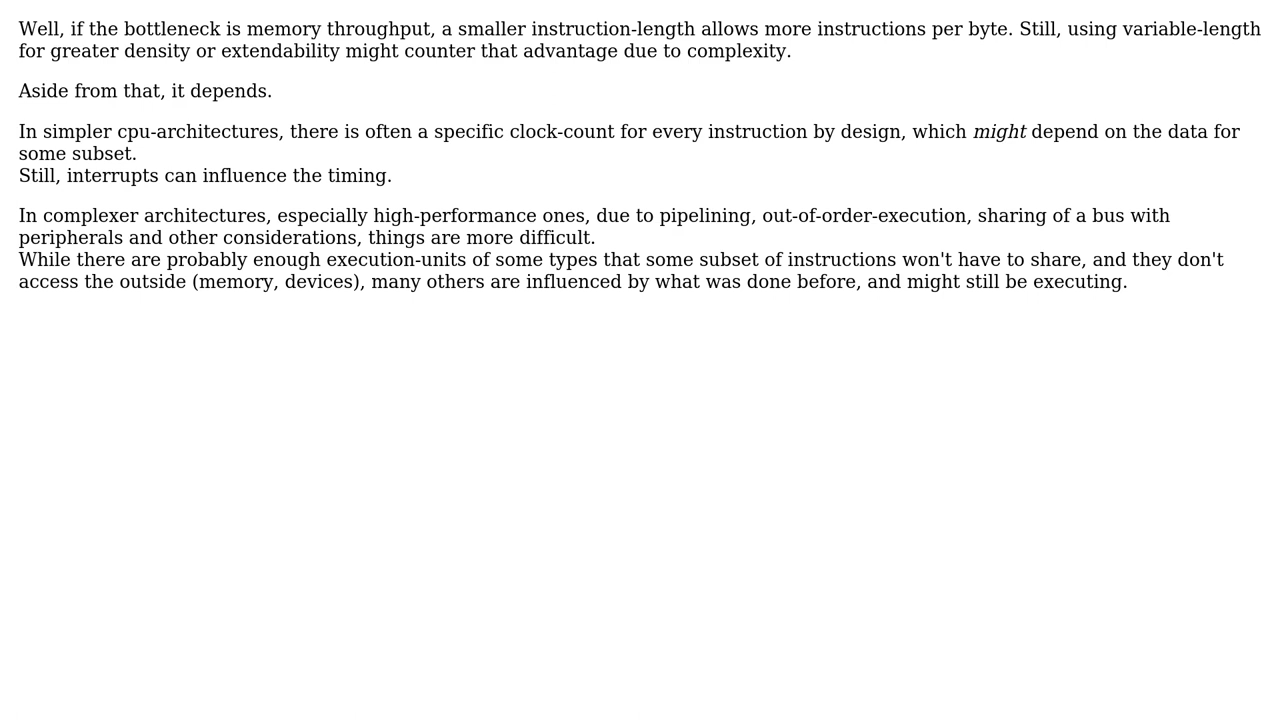 Well, if the bottleneck is memory throughput, a smaller instruction-length allows more instructions per byte. Still, using variable-length
for greater density or extendability might counter that advantage due to complexity.
Aside from that, it depends.
In simpler cpu-architectures, there is often a specific clock-count for every instruction by design, which might depend on the data for
some subset.
Still, interrupts can influence the timing.
In complexer architectures, especially high-performance ones, due to pipelining, out-of-order-execution, sharing of a bus with
peripherals and other considerations, things are more difficult.
While there are probably enough execution-units of some types that some subset of instructions won't have to share, and they don't
access the outside (memory, devices), many others are influenced by what was done before, and might still be executing.